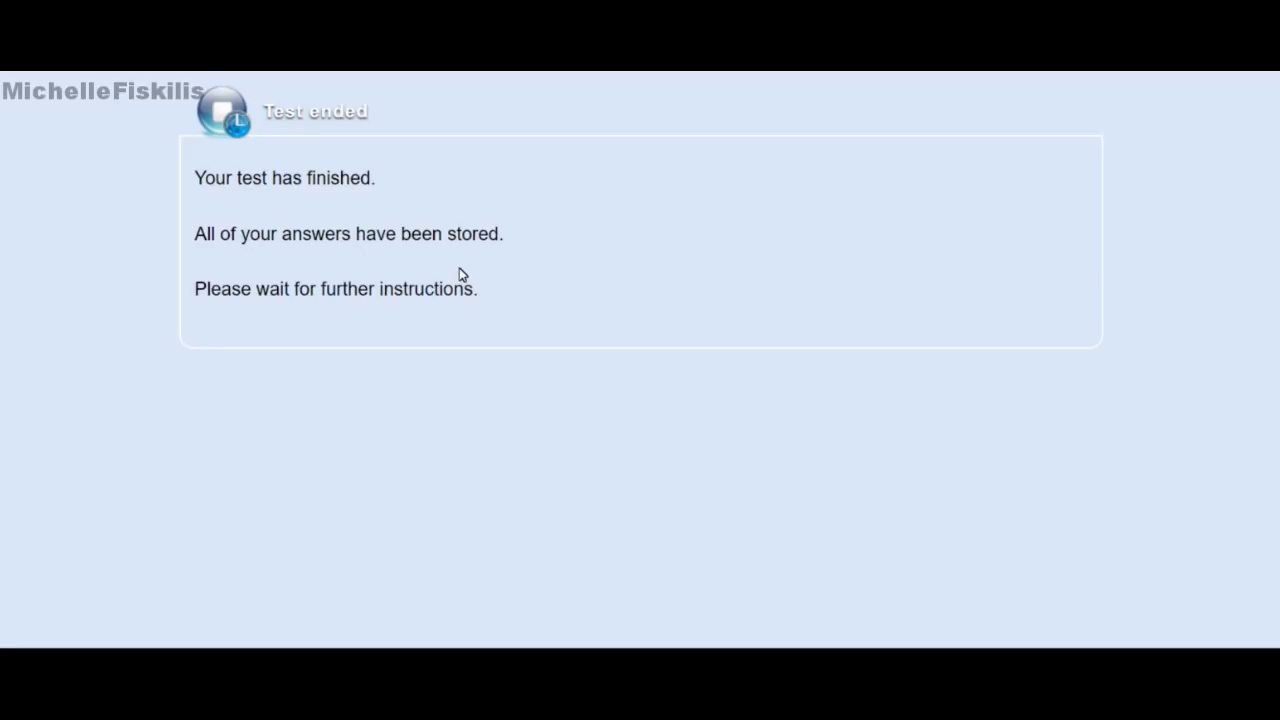 MichelleFiskilis
Test ended
Your test has finished.
All of your answers have been stored.
Please wait for further instructions.